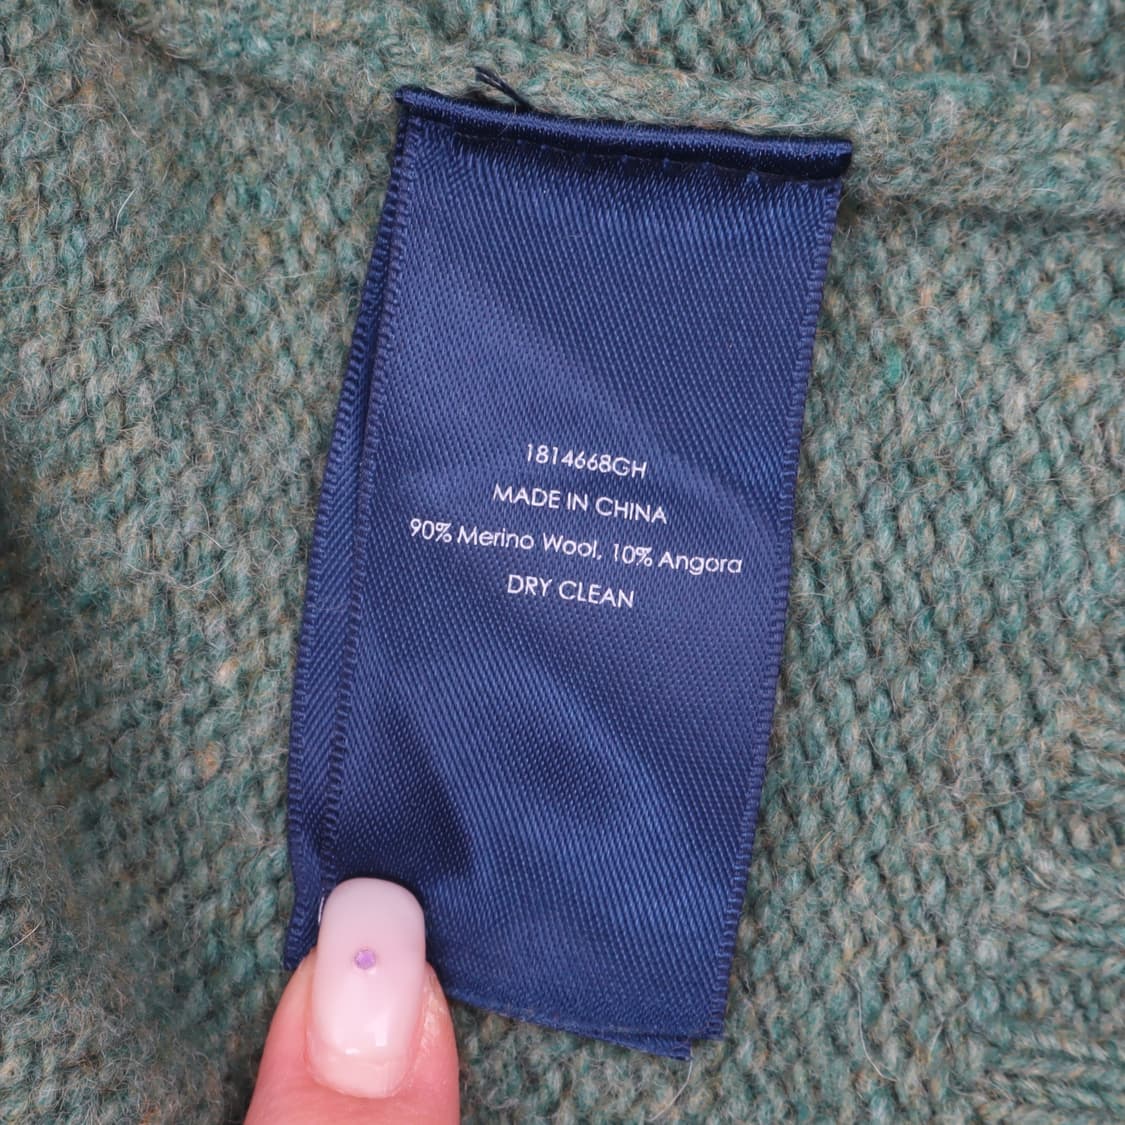 1814668GH
MADE IN CHINA
90% Merino Wool, 10% Angora
DRY CLEAN